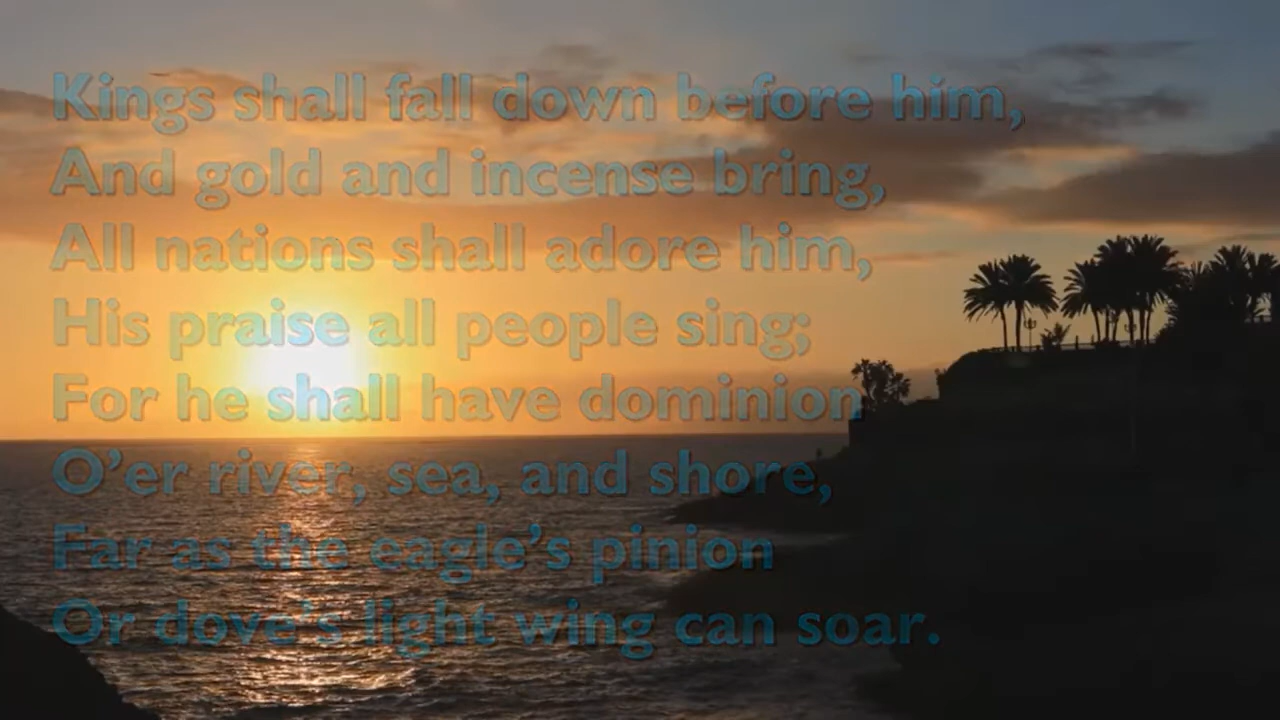 Kings shall fall down before him,
And gold and incense bring,
All nations shall adore him,
His praise all people sing;
For he shall have dominion
O’er river, sea, and shore,
Far as the eagle’s pinion
Or dove’s light wing can soar.